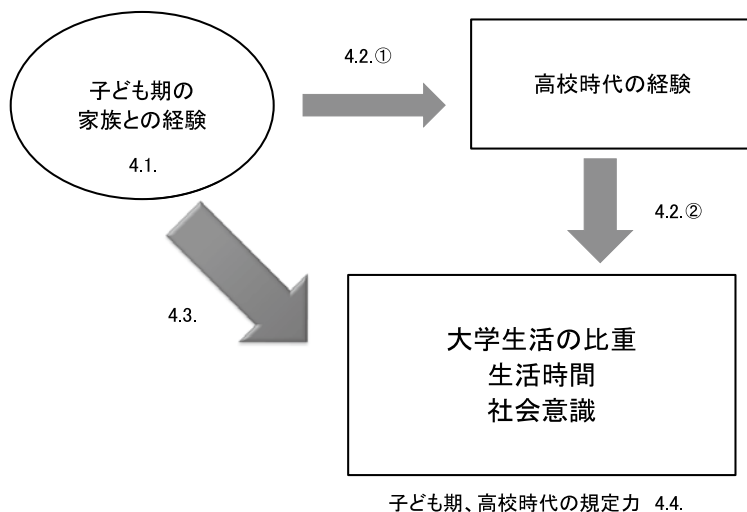 子ども期の
家族との経験
4.1.
4.2.①
高校時代の経験
4.2.②
4.3.
大学生活の比重
生活時間
社会意識
子ども期、高校時代の規定力 4.4.